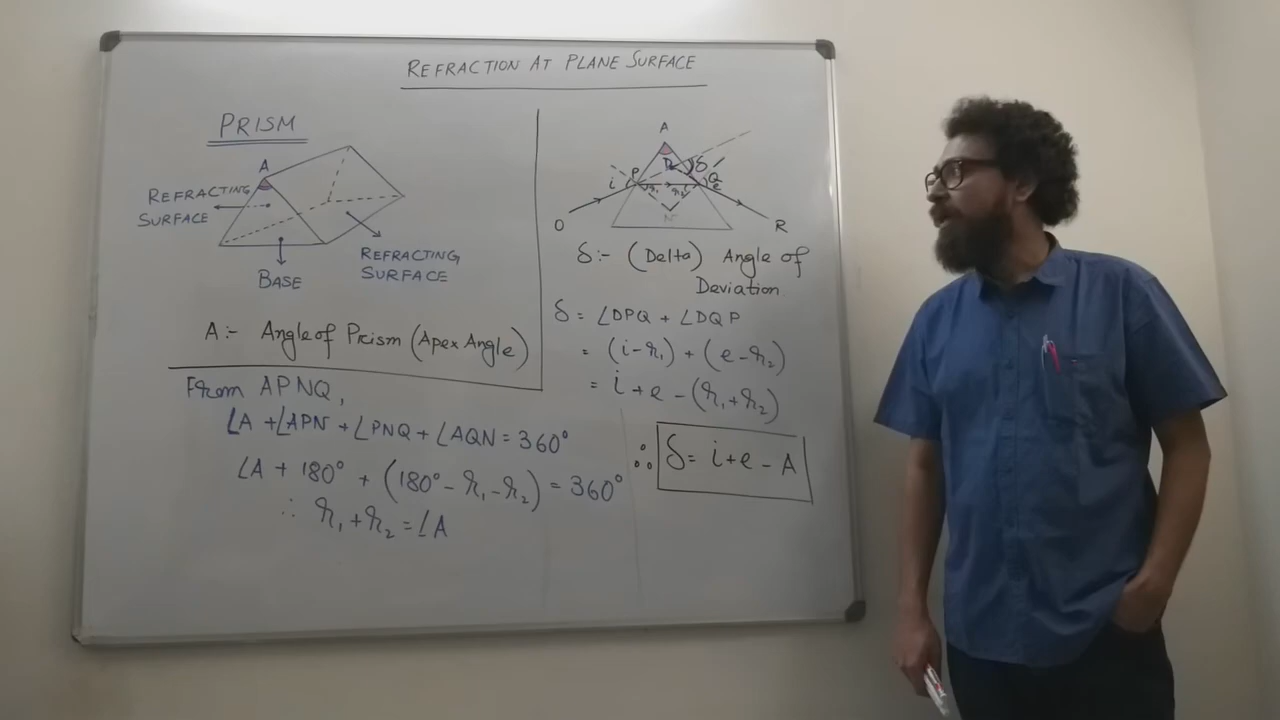 REFRACTION AT PLANE SURFACE
PRISM
A
REFRACTING
SURFACE
REFRACTING
SURFACE
BASE
A:- Angle of Prism (Apex Angle)
From APNQ,
∠A + ∠APN + ∠PNQ + ∠AQN = 360°
∠A + 180° + (180° - r₁ - r₂) = 360°
∴ r₁ + r₂ = ∠A
A
D δ
P Q
i r₁ r₂ e
N
O R
δ:- (Delta) Angle of
Deviation
δ = ∠DPQ + ∠DQP
= (i - r₁) + (e - r₂)
= i + e - (r₁ + r₂)
∴ δ = i + e - A